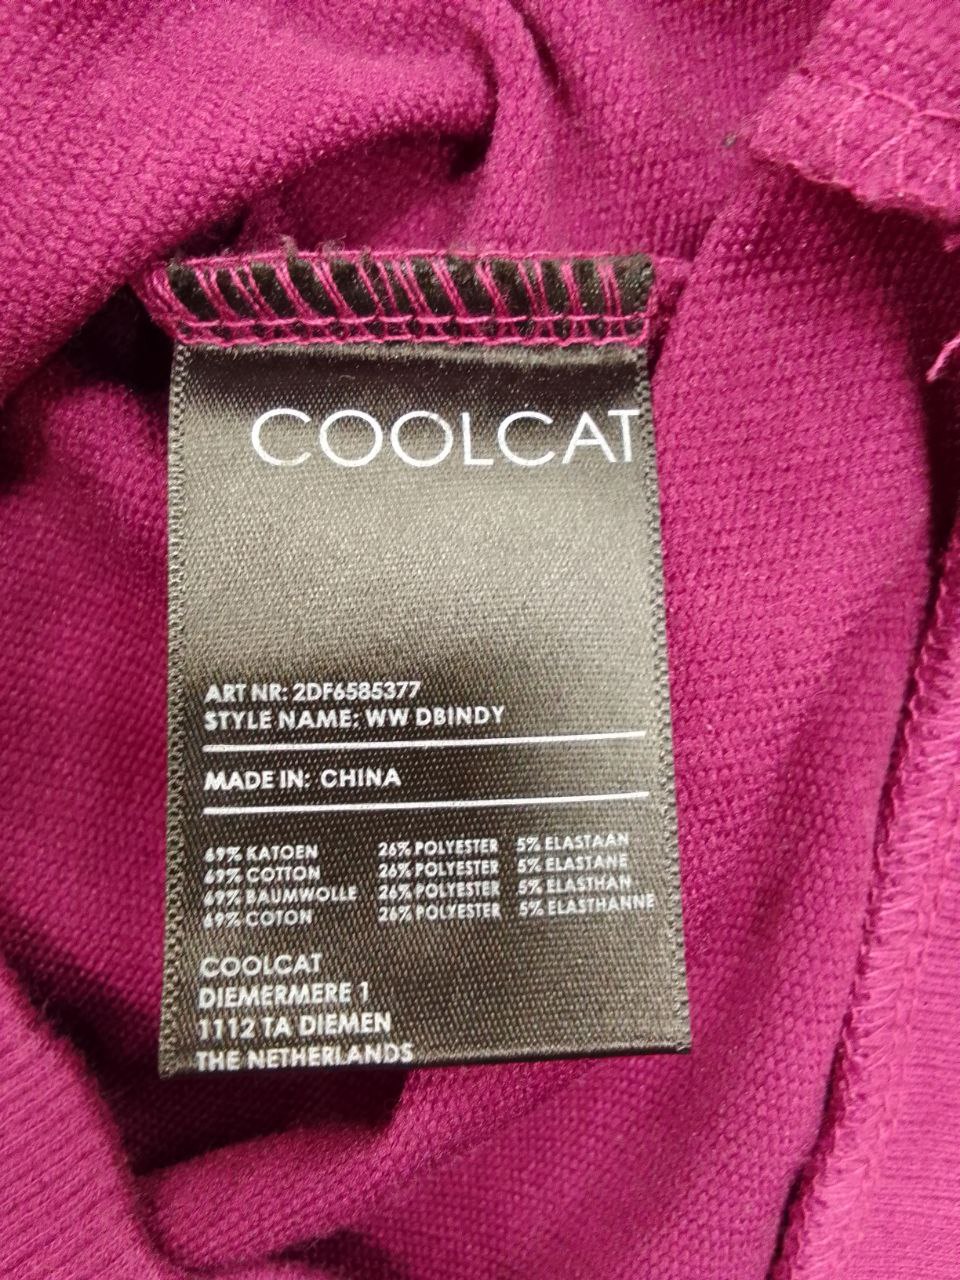 COOLCAT
ART NR: 2DF6585377
STYLE NAME: WW DBINDY
MADE IN: CHINA
69% KATOEN 26% POLYESTER 5% ELASTAAN
69% COTTON 26% POLYESTER 5% ELASTANE
69% BAUMWOLLE 26% POLYESTER 5% ELASTHAN
69% COTON 26% POLYESTER 5% ELASTHANNE
COOLCAT
DIEMERMERE 1
1112 TA DIEMEN
THE NETHERLANDS